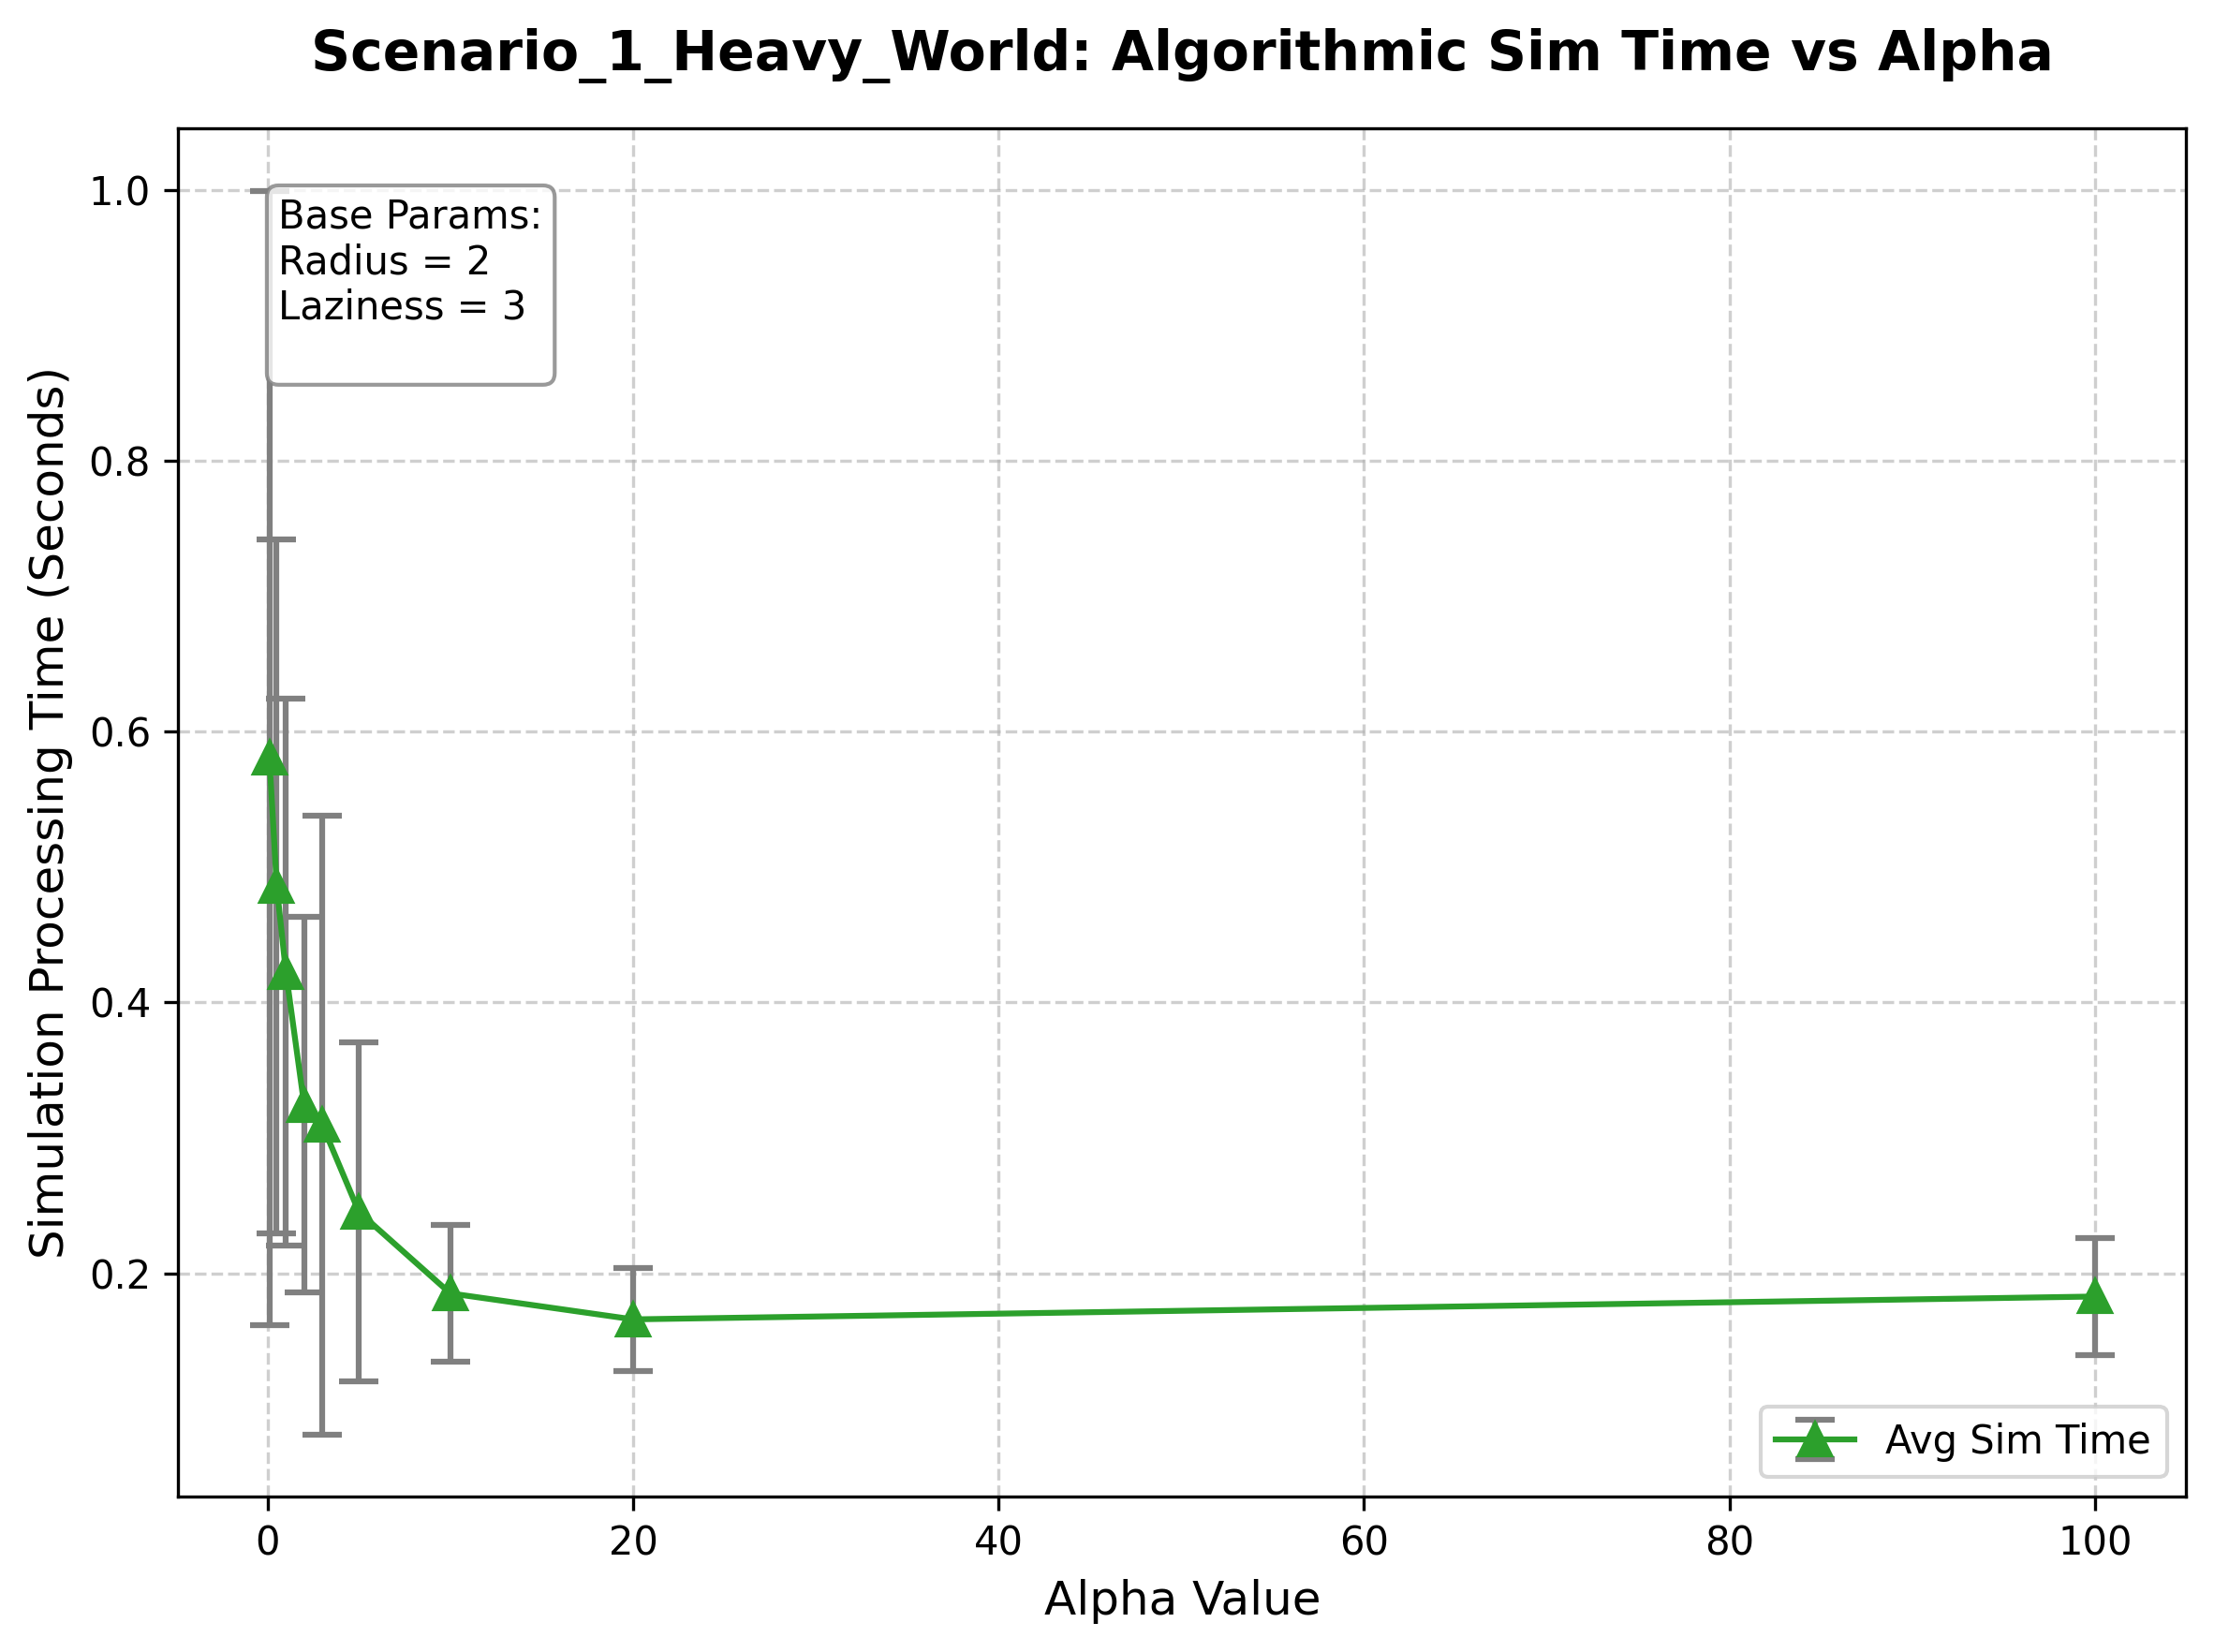 Scenario_1_Heavy_World: Algorithmic Sim Time vs Alpha
Base Params:
Radius = 2
Laziness = 3
Simulation Processing Time (Seconds)
1.0
0.8
0.6
0.4
0.2
0
20
40
60
80
100
Alpha Value
Avg Sim Time